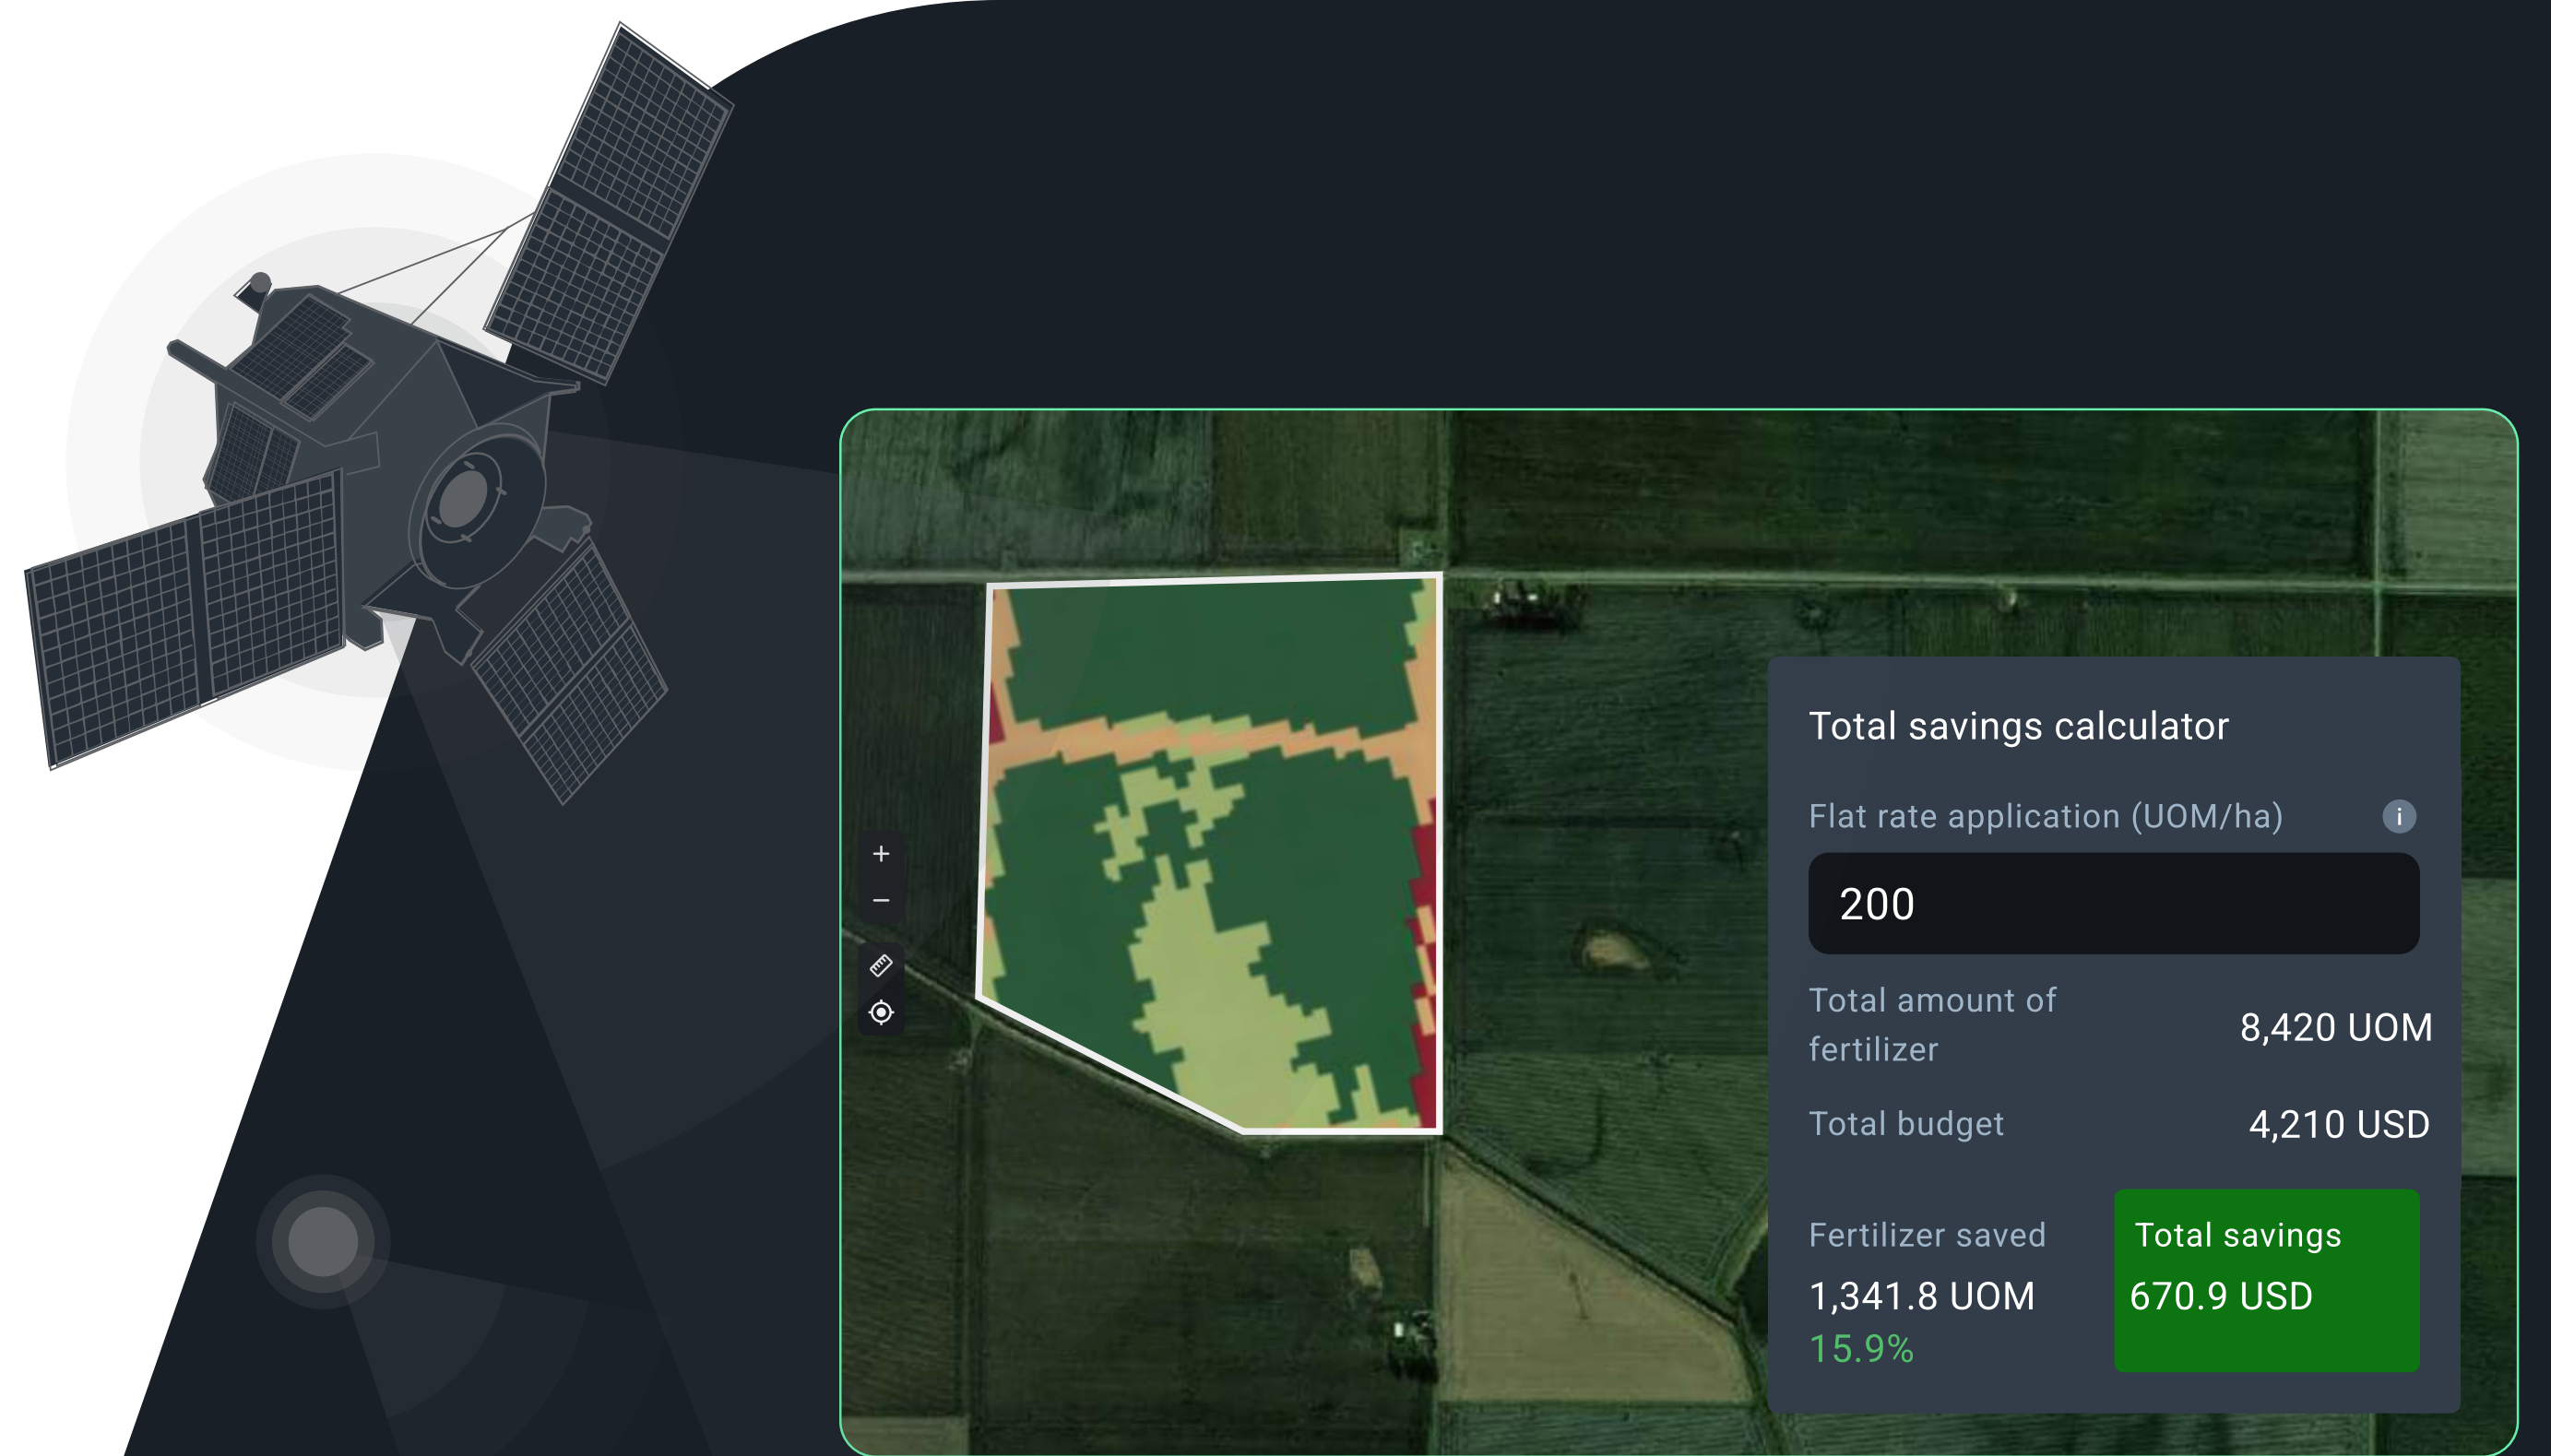 Total savings calculator
Flat rate application (UOM/ha)
i
200
Total amount of
fertilizer
8,420 UOM
Total budget
4,210 USD
Fertilizer saved
1,341.8 UOM
15.9%
Total savings
670.9 USD